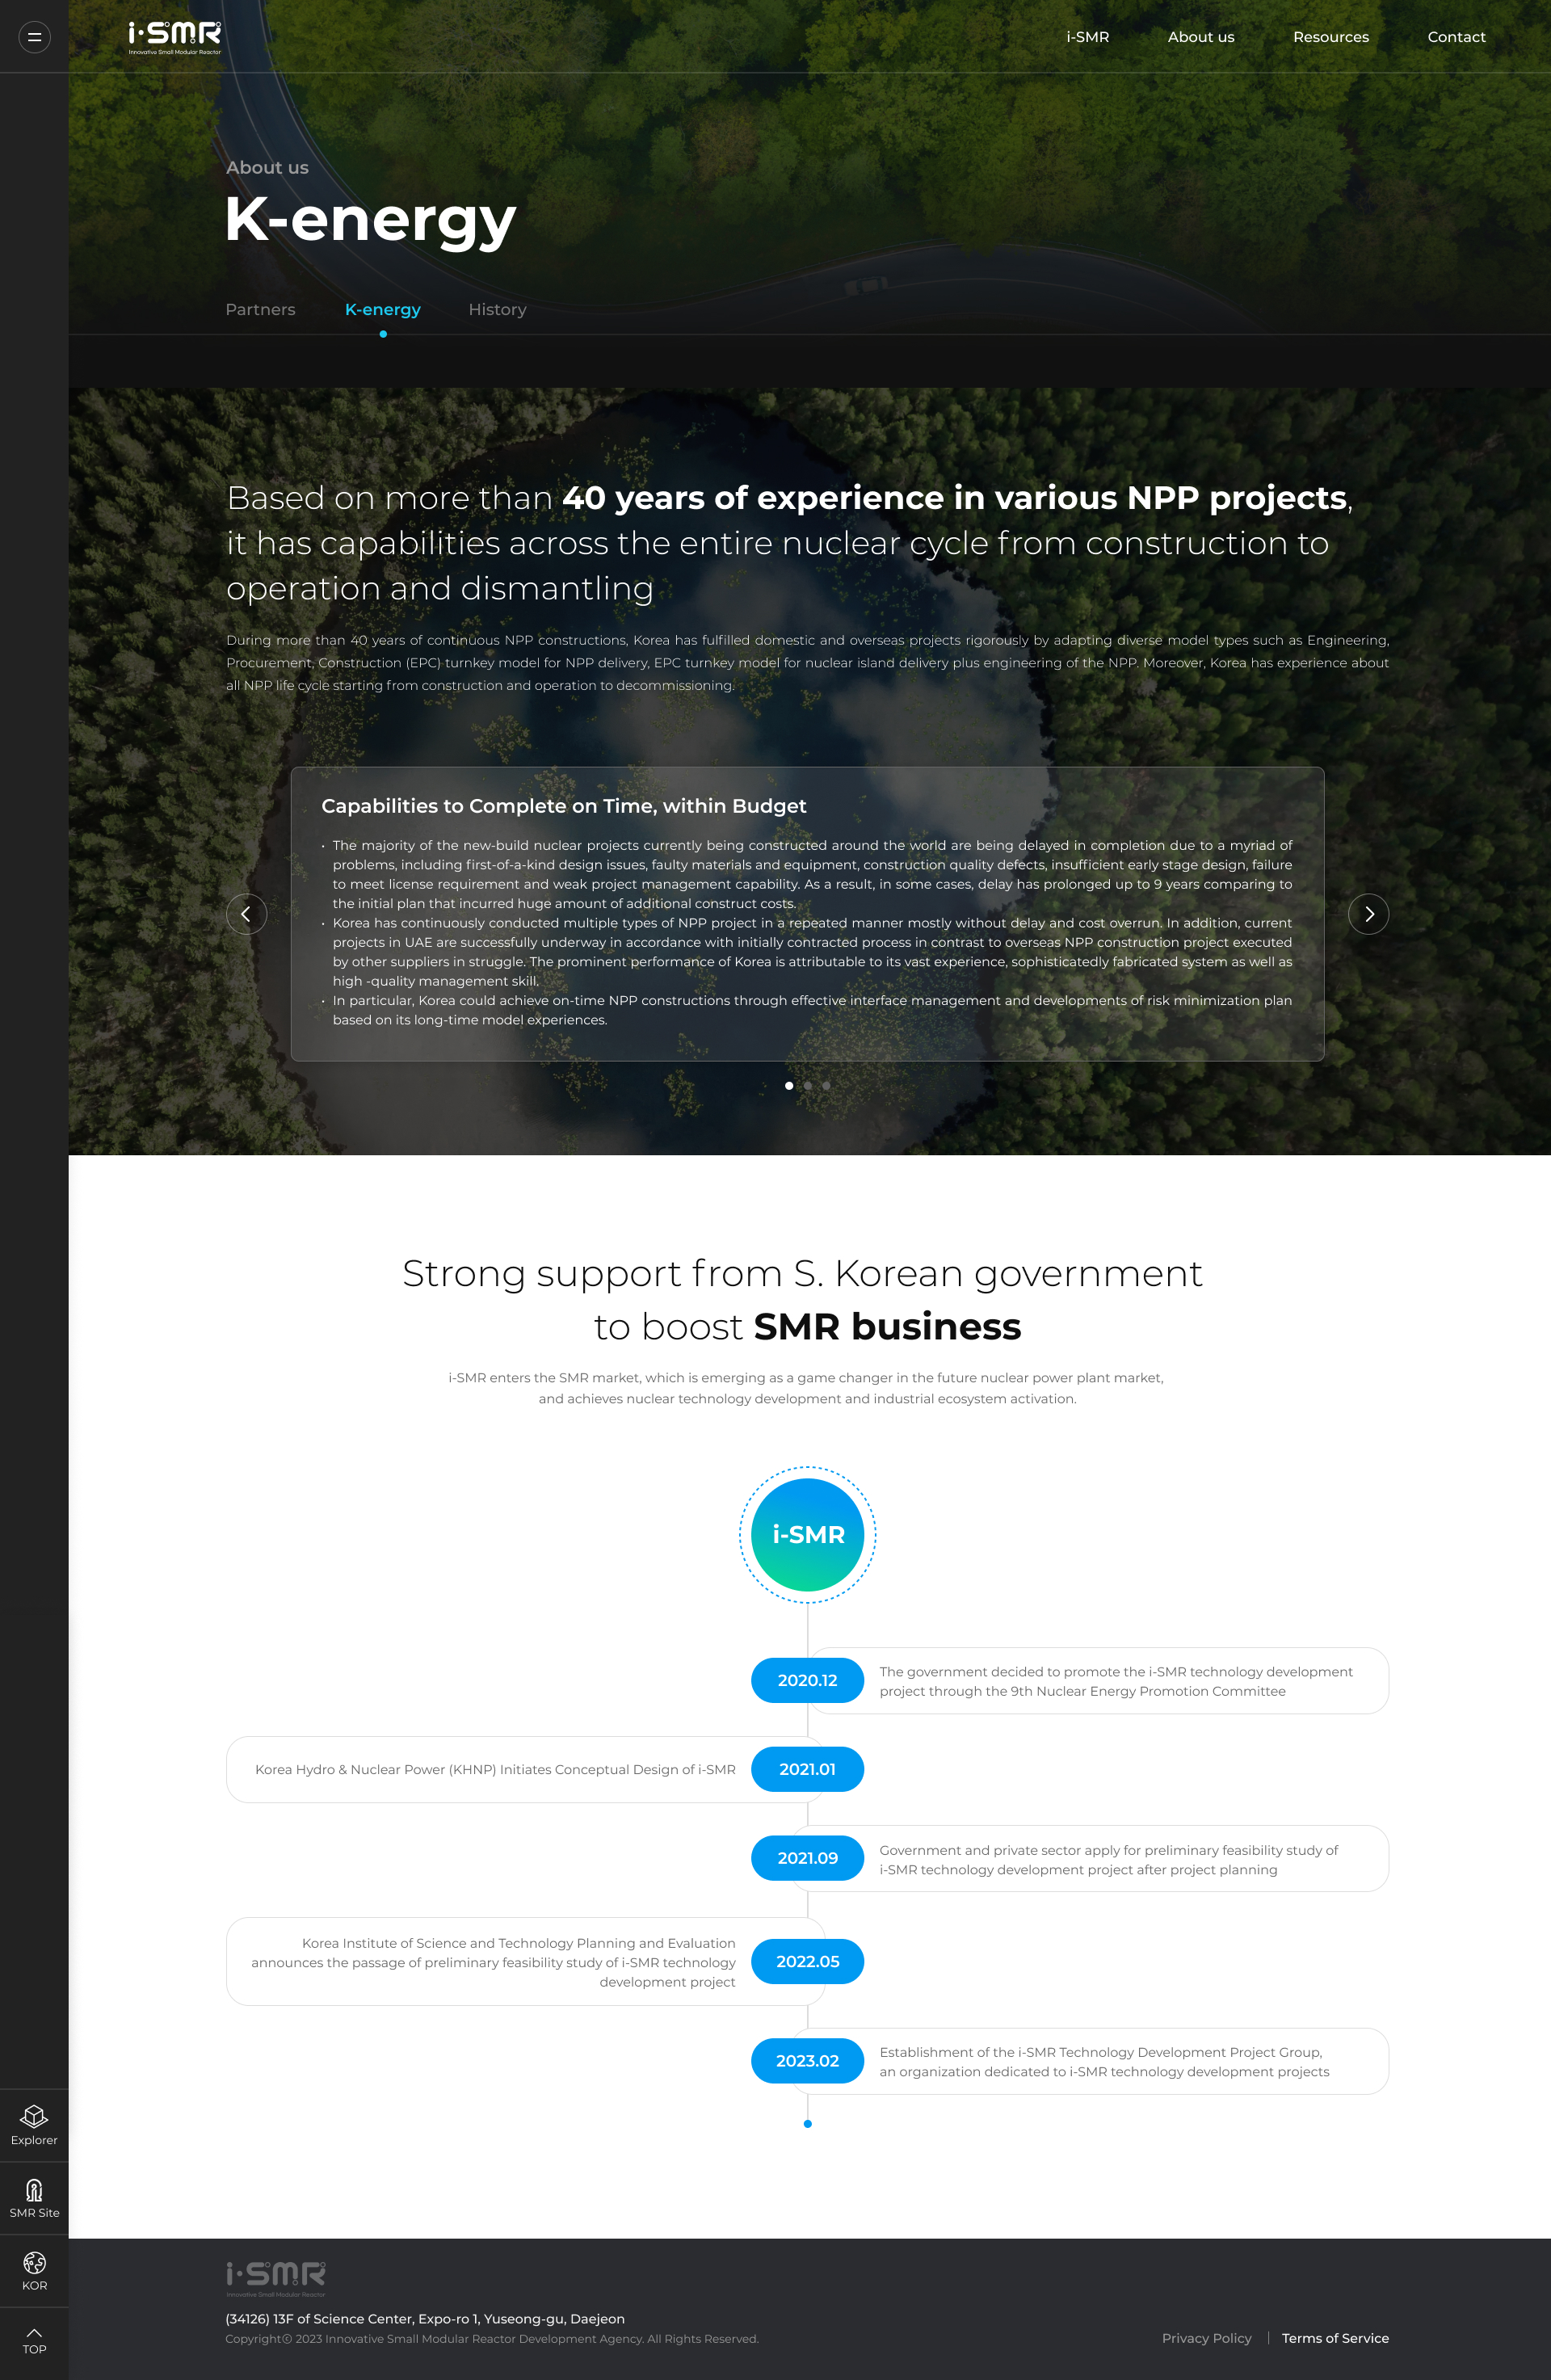 i-SMR
Innovative Small Modular Reactor
i-SMR
About us
Resources
Contact
About us
K-energy
Partners
K-energy
History
Based on more than 40 years of experience in various NPP projects,
it has capabilities across the entire nuclear cycle from construction to
operation and dismantling
During more than 40 years of continuous NPP constructions, Korea has fulfilled domestic and overseas projects rigorously by adapting diverse model types such as Engineering,
Procurement, Construction (EPC) turnkey model for NPP delivery, EPC turnkey model for nuclear island delivery plus engineering of the NPP. Moreover, Korea has experience about
all NPP life cycle starting from construction and operation to decommissioning.
Capabilities to Complete on Time, within Budget
• The majority of the new-build nuclear projects currently being constructed around the world are being delayed in completion due to a myriad of
problems, including first-of-a-kind design issues, faulty materials and equipment, construction quality defects, insufficient early stage design, failure
to meet license requirement and weak project management capability. As a result, in some cases, delay has prolonged up to 9 years comparing to
the initial plan that incurred huge amount of additional construct costs.
• Korea has continuously conducted multiple types of NPP project in a repeated manner mostly without delay and cost overrun. In addition, current
projects in UAE are successfully underway in accordance with initially contracted process in contrast to overseas NPP construction project executed
by other suppliers in struggle. The prominent performance of Korea is attributable to its vast experience, sophisticatedly fabricated system as well as
high -quality management skill.
• In particular, Korea could achieve on-time NPP constructions through effective interface management and developments of risk minimization plan
based on its long-time model experiences.
Strong support from S. Korean government
to boost SMR business
i-SMR enters the SMR market, which is emerging as a game changer in the future nuclear power plant market,
and achieves nuclear technology development and industrial ecosystem activation.
i-SMR
2020.12
The government decided to promote the i-SMR technology development
project through the 9th Nuclear Energy Promotion Committee
Korea Hydro & Nuclear Power (KHNP) Initiates Conceptual Design of i-SMR
2021.01
2021.09
Government and private sector apply for preliminary feasibility study of
i-SMR technology development project after project planning
Korea Institute of Science and Technology Planning and Evaluation
announces the passage of preliminary feasibility study of i-SMR technology
development project
2022.05
2023.02
Establishment of the i-SMR Technology Development Project Group,
an organization dedicated to i-SMR technology development projects
Explorer
SMR Site
KOR
TOP
i-SMR
Innovative Small Modular Reactor
(34126) 13F of Science Center, Expo-ro 1, Yuseong-gu, Daejeon
Copyright© 2023 Innovative Small Modular Reactor Development Agency. All Rights Reserved.
Privacy Policy
Terms of Service